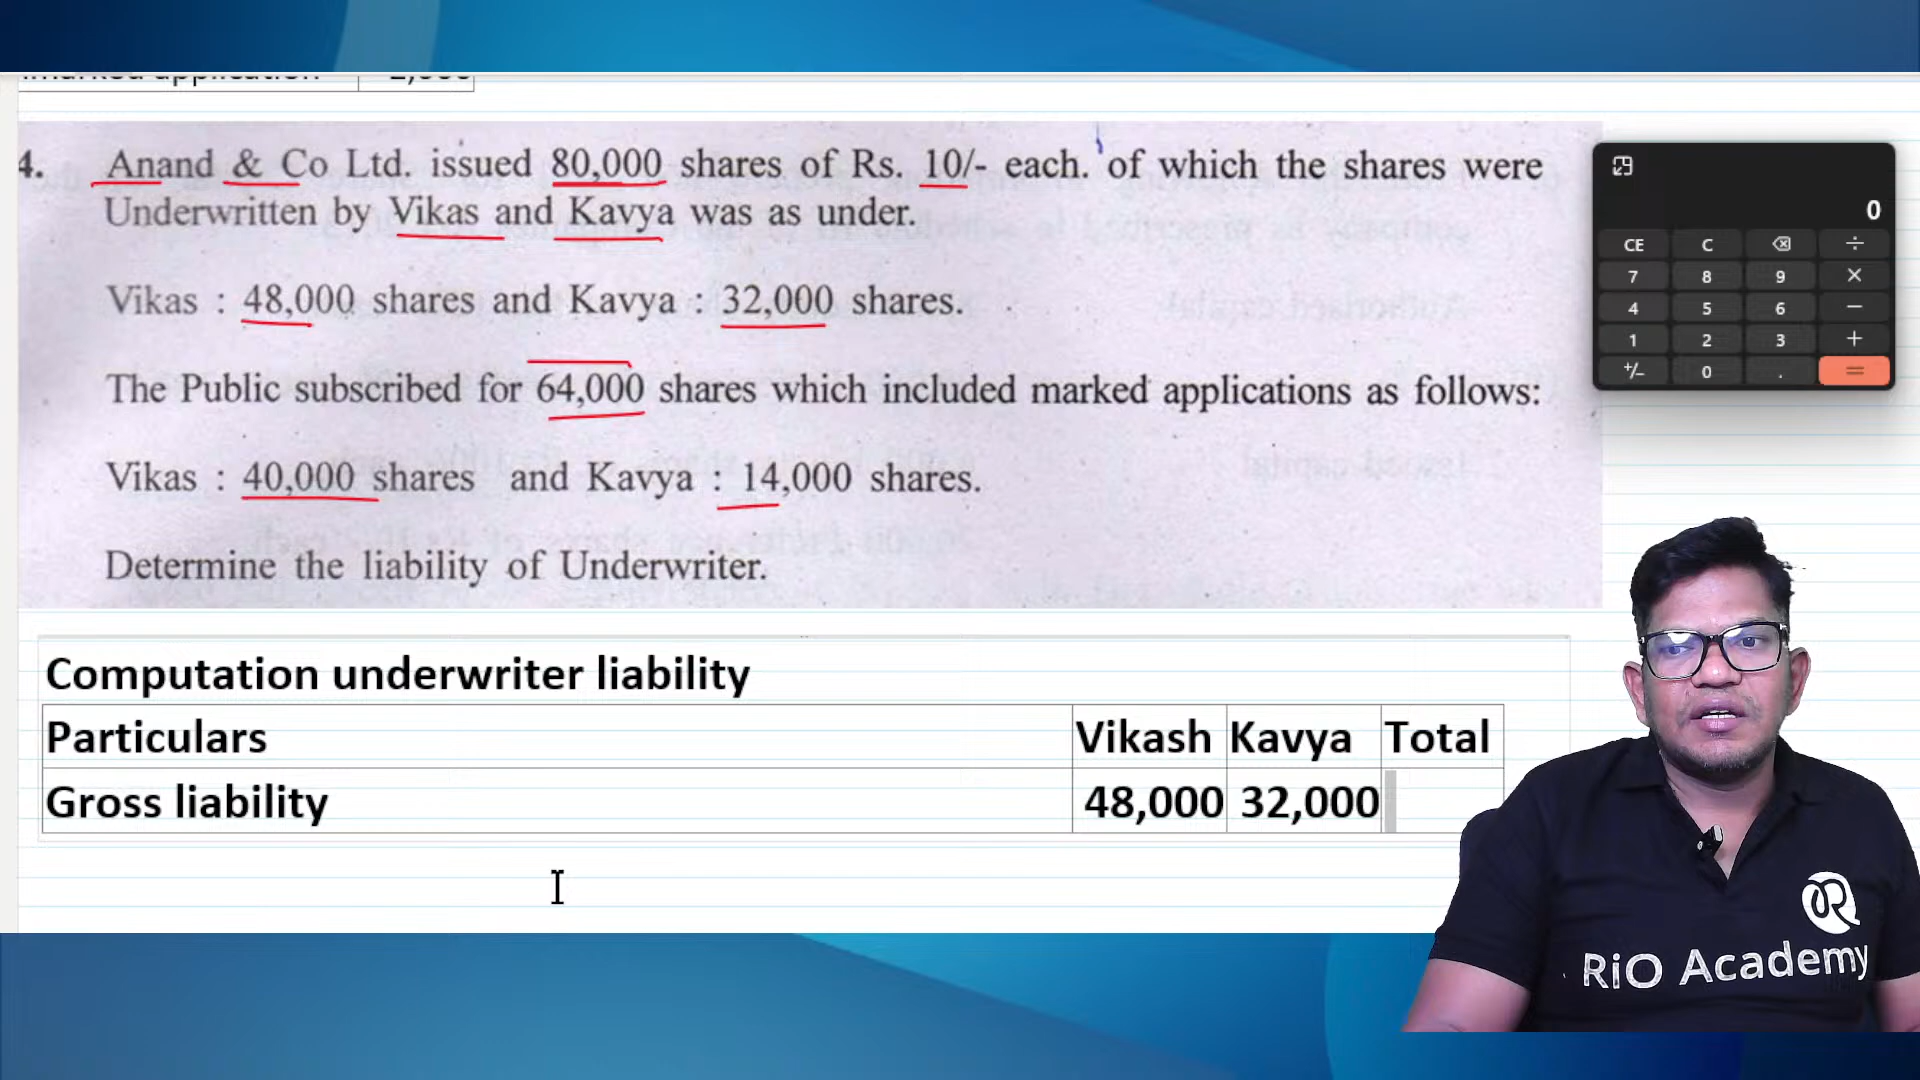 4. Anand & Co Ltd. issued 80,000 shares of Rs. 10/- each. of which the shares were
Underwritten by Vikas and Kavya was as under.
Vikas : 48,000 shares and Kavya : 32,000 shares.
The Public subscribed for 64,000 shares which included marked applications as follows:
Vikas : 40,000 shares and Kavya : 14,000 shares.
Determine the liability of Underwriter.
0
CE C ÷
7 8 9 ×
4 5 6 −
1 2 3 +
+/- 0 . =
Computation underwriter liability
Particulars Vikash Kavya Total
Gross liability 48,000 32,000
RiO Academy